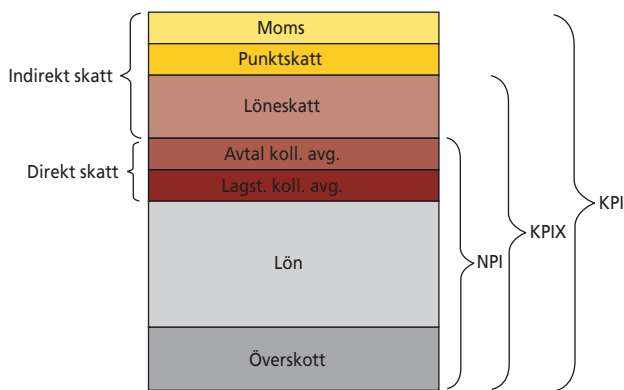 Moms
Punktskatt
Indirekt skatt
Löneskatt
Avtal koll. avg.
Direkt skatt
Lagst. koll. avg.
KPI
KPIX
Lön
NPI
Överskott